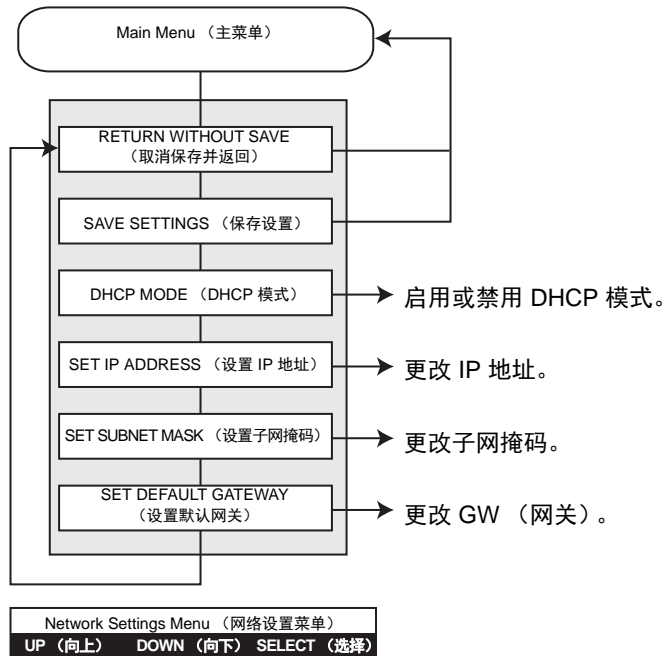 Main Menu （主菜单）
RETURN WITHOUT SAVE
（取消保存并返回）
SAVE SETTINGS （保存设置）
DHCP MODE （DHCP 模式）
启用或禁用 DHCP 模式。
SET IP ADDRESS （设置 IP 地址）
更改 IP 地址。
SET SUBNET MASK （设置子网掩码）
更改子网掩码。
SET DEFAULT GATEWAY
（设置默认网关）
更改 GW （网关）。
Network Settings Menu （网络设置菜单）
UP （向上） DOWN （向下） SELECT （选择）